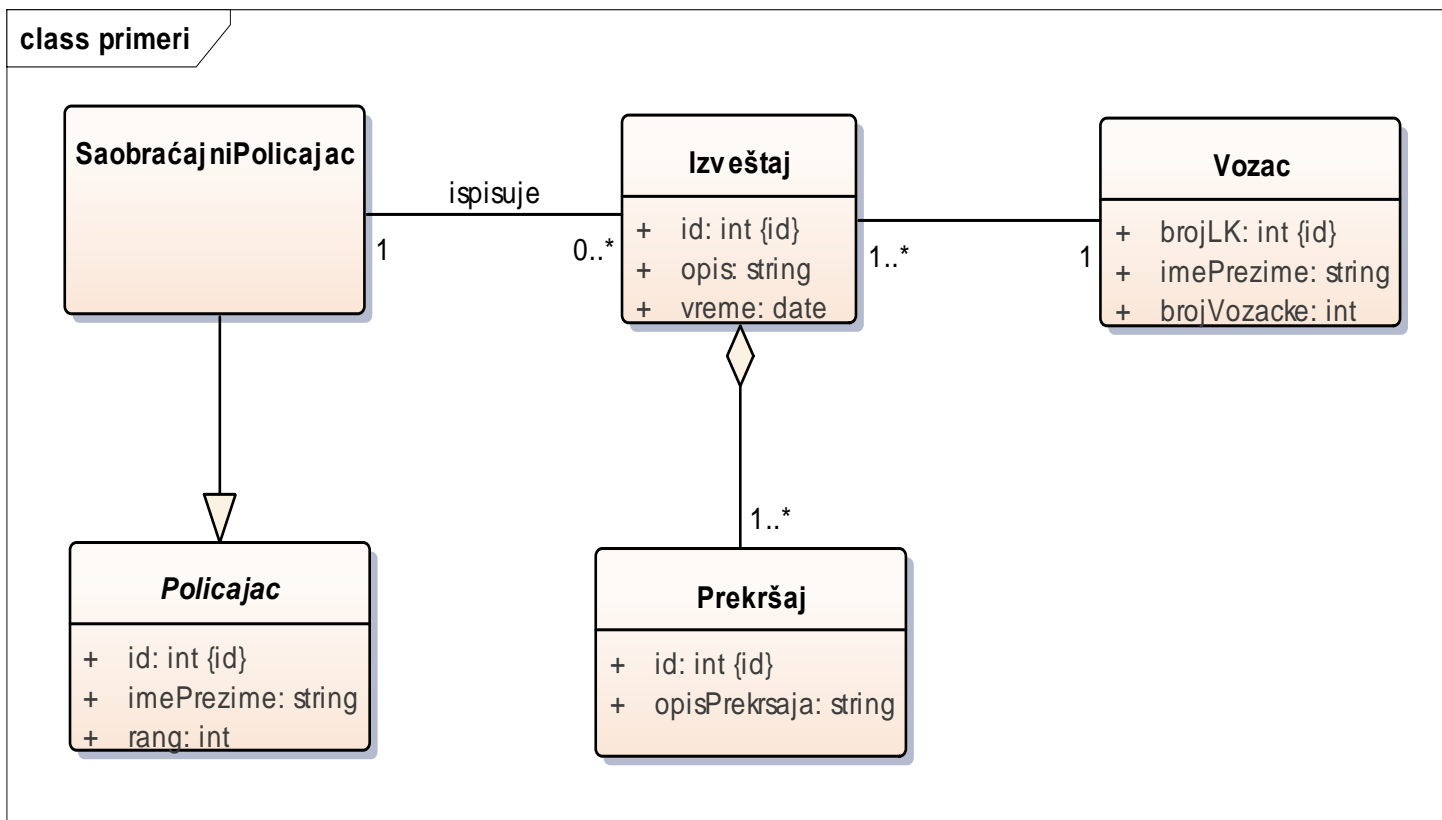 class primeri
SaobraćajniPolicajac
ispisuje
1
0..*
Izveštaj
+ id: int {id}
+ opis: string
+ vreme: date
1..*
1
Vozac
+ brojLK: int {id}
+ imePrezime: string
+ brojVozacke: int
1..*
Policajac
+ id: int {id}
+ imePrezime: string
+ rang: int
Prekršaj
+ id: int {id}
+ opisPrekrsaja: string